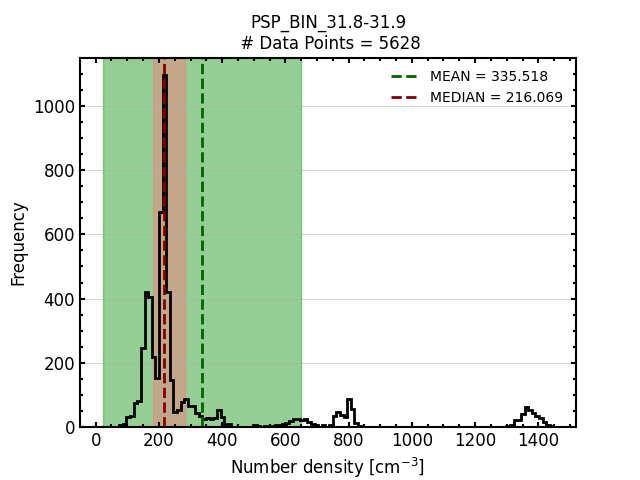 PSP_BIN_31.8-31.9
# Data Points = 5628
MEAN = 335.518
MEDIAN = 216.069
Frequency
1000
800
600
400
200
0
0 200 400 600 800 1000 1200 1400
Number density [cm⁻³]